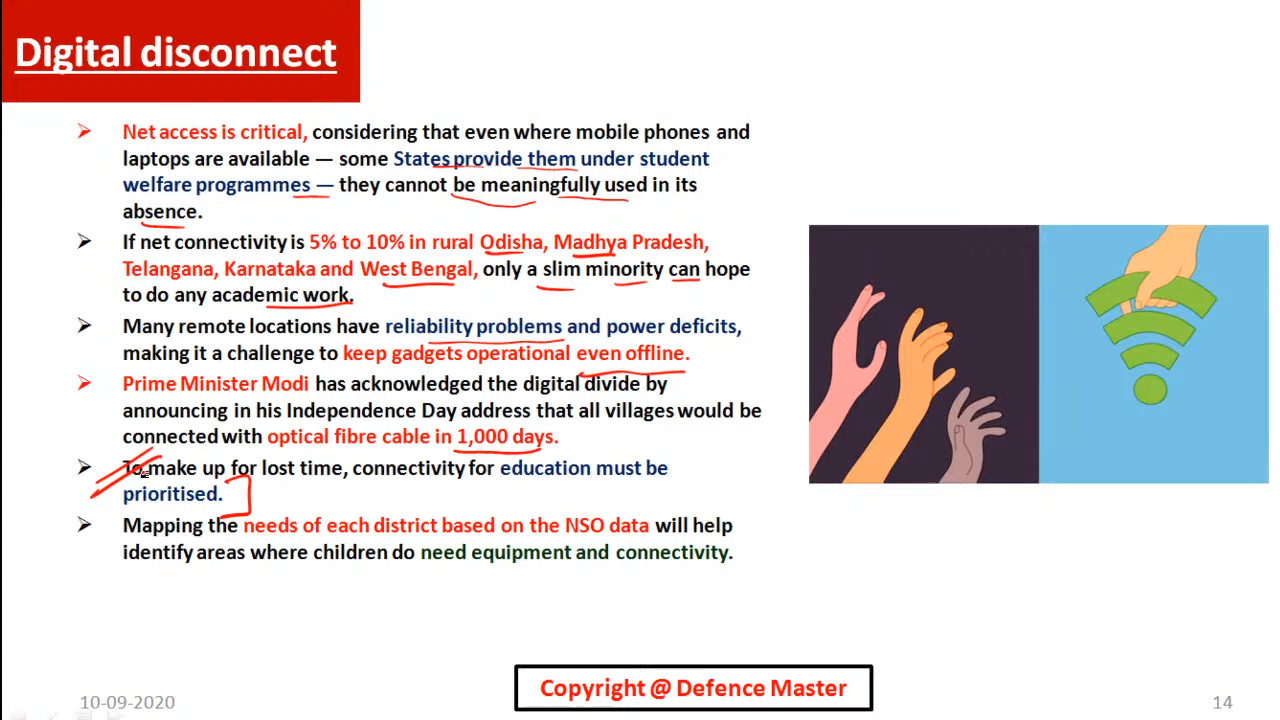 Digital disconnect
Net access is critical, considering that even where mobile phones and
laptops are available — some States provide them under student
welfare programmes — they cannot be meaningfully used in its
absence.
If net connectivity is 5% to 10% in rural Odisha, Madhya Pradesh,
Telangana, Karnataka and West Bengal, only a slim minority can hope
to do any academic work.
Many remote locations have reliability problems and power deficits,
making it a challenge to keep gadgets operational even offline.
Prime Minister Modi has acknowledged the digital divide by
announcing in his Independence Day address that all villages would be
connected with optical fibre cable in 1,000 days.
To make up for lost time, connectivity for education must be
prioritised.
Mapping the needs of each district based on the NSO data will help
identify areas where children do need equipment and connectivity.
Copyright @ Defence Master
10-09-2020
14